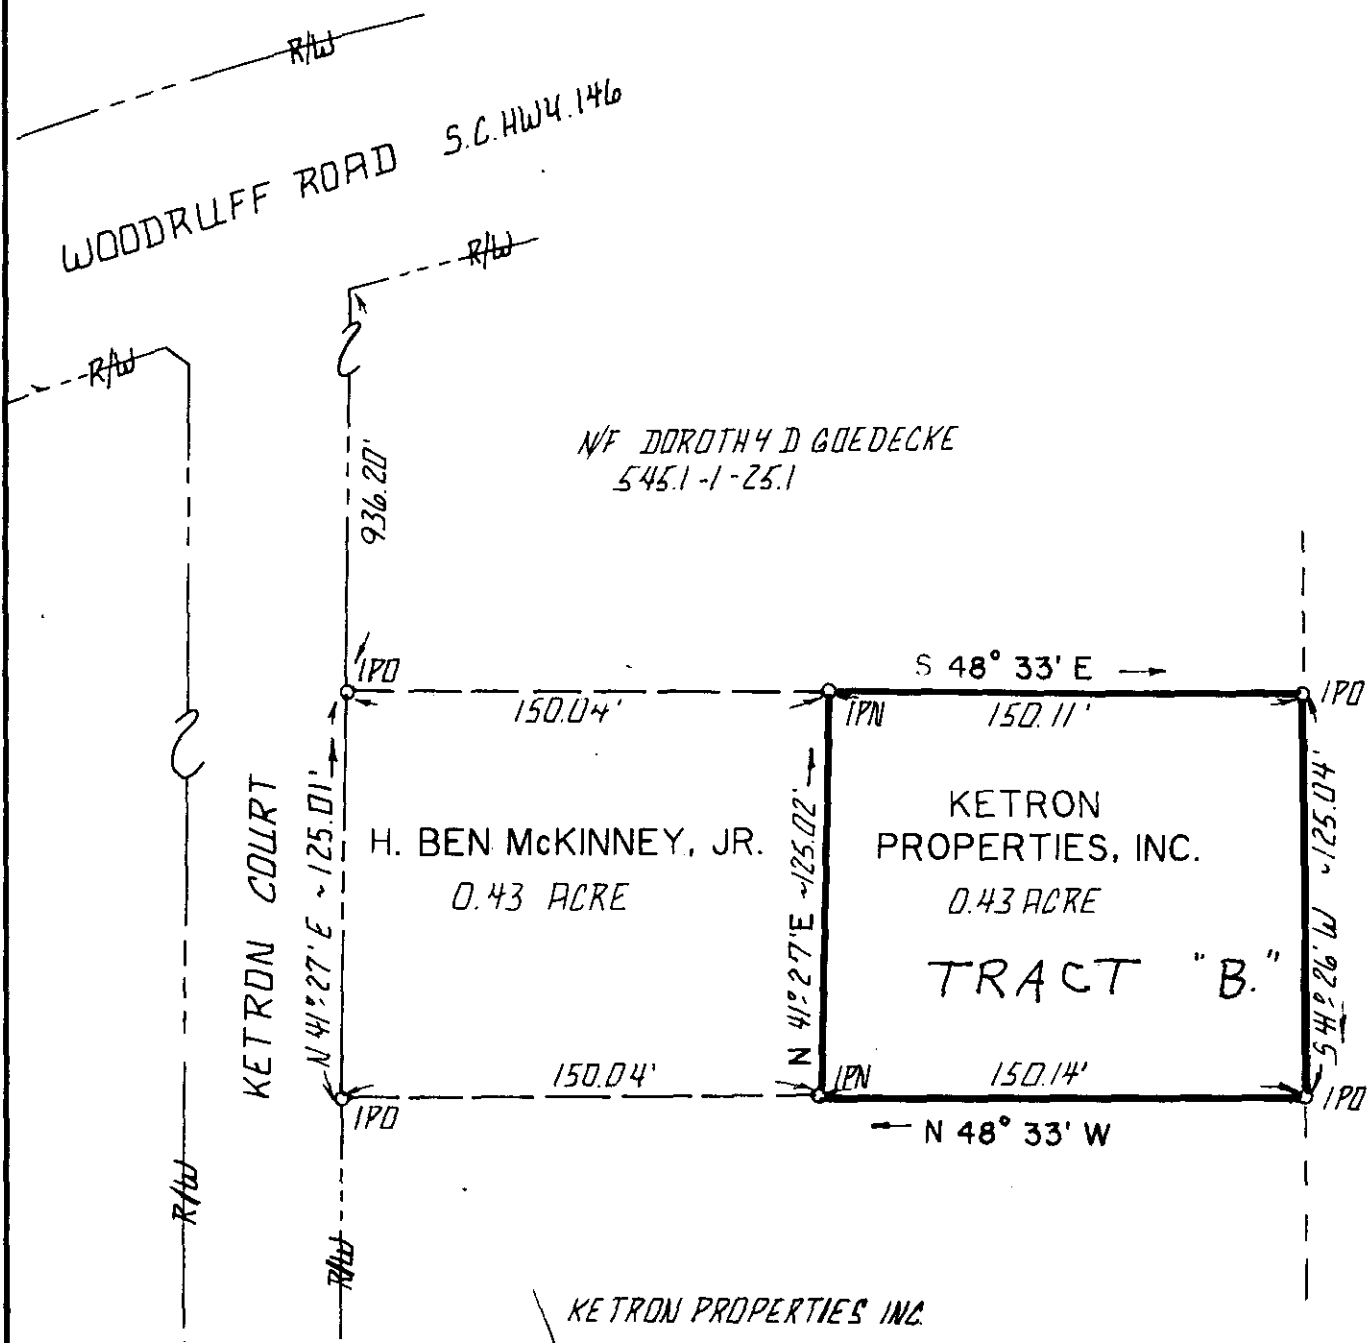 R/W
WOODRUFF ROAD S.C. HWY. 146
R/W
R/W
N/F DOROTHY D GOEDECKE
545.1-1-25.1
936.20'
IPO
S 48° 33' E
IPO
150.04'
IPN
150.11'
KETRON COURT
N 41° 27' E ~ 125.01'
H. BEN McKINNEY, JR.
0.43 ACRE
N 41° 27' E ~125.02'
KETRON
PROPERTIES, INC.
0.43 ACRE
TRACT "B."
S 41° 26' W ~125.04'
150.04'
IPN
150.14'
IPO
IPO
N 48° 33' W
R/W
R/W
KETRON PROPERTIES INC.